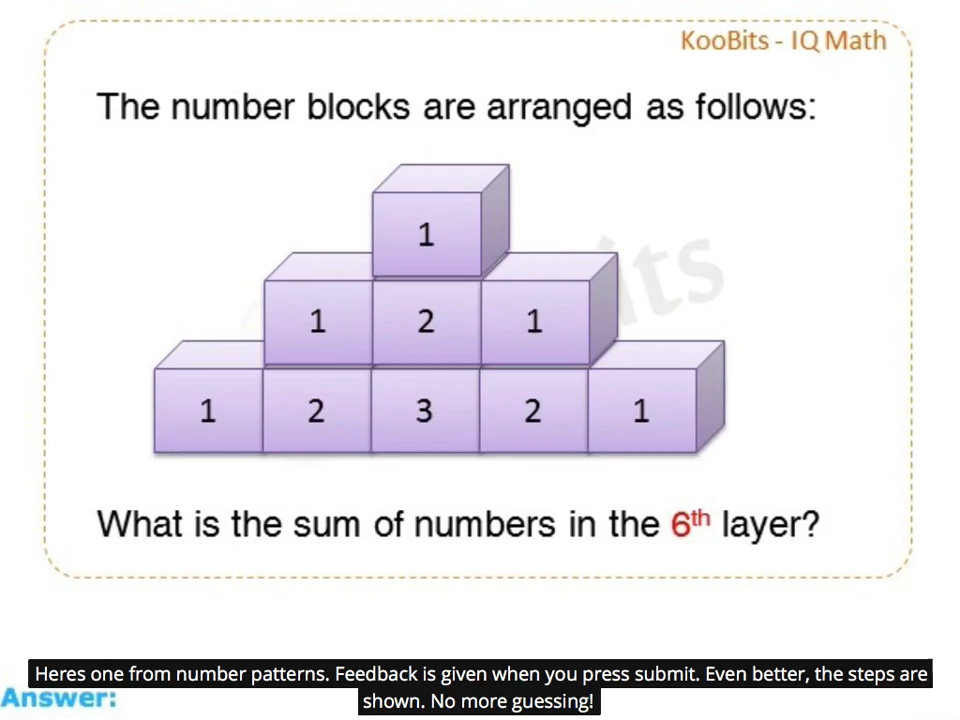 KooBits - IQ Math
The number blocks are arranged as follows:
1
1 2 1
its
1 2 3 2 1
What is the sum of numbers in the 6th layer?
Heres one from number patterns. Feedback is given when you press submit. Even better, the steps are
shown. No more guessing!
Answer: